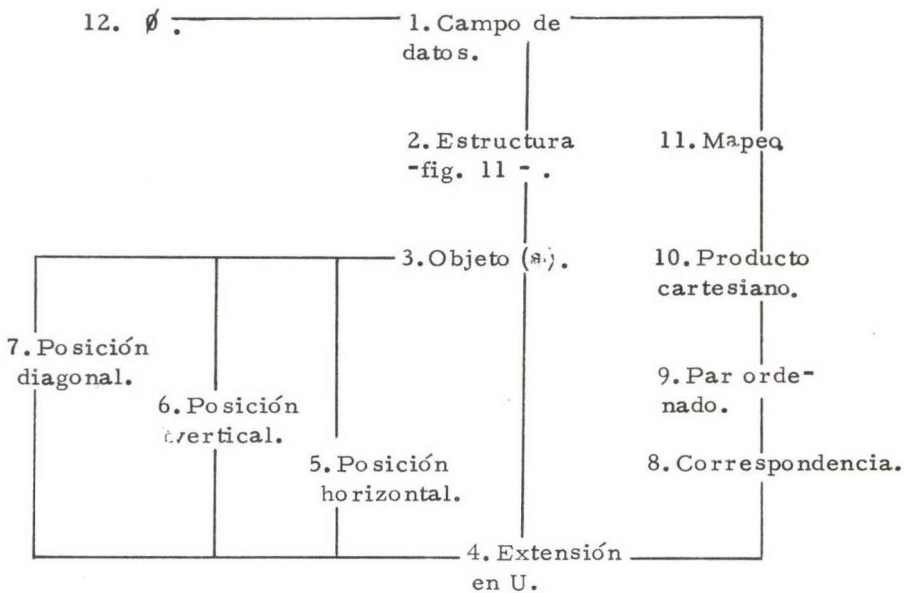 12. ∅.
1. Campo de
datos.
2. Estructura
-fig. 11 - .
11. Mapeo
3. Objeto (s).
10. Producto
cartesiano.
7. Posición
diagonal.
9. Par orde-
nado.
6. Posición
vertical.
5. Posición
horizontal.
8. Correspondencia.
4. Extensión
en U.